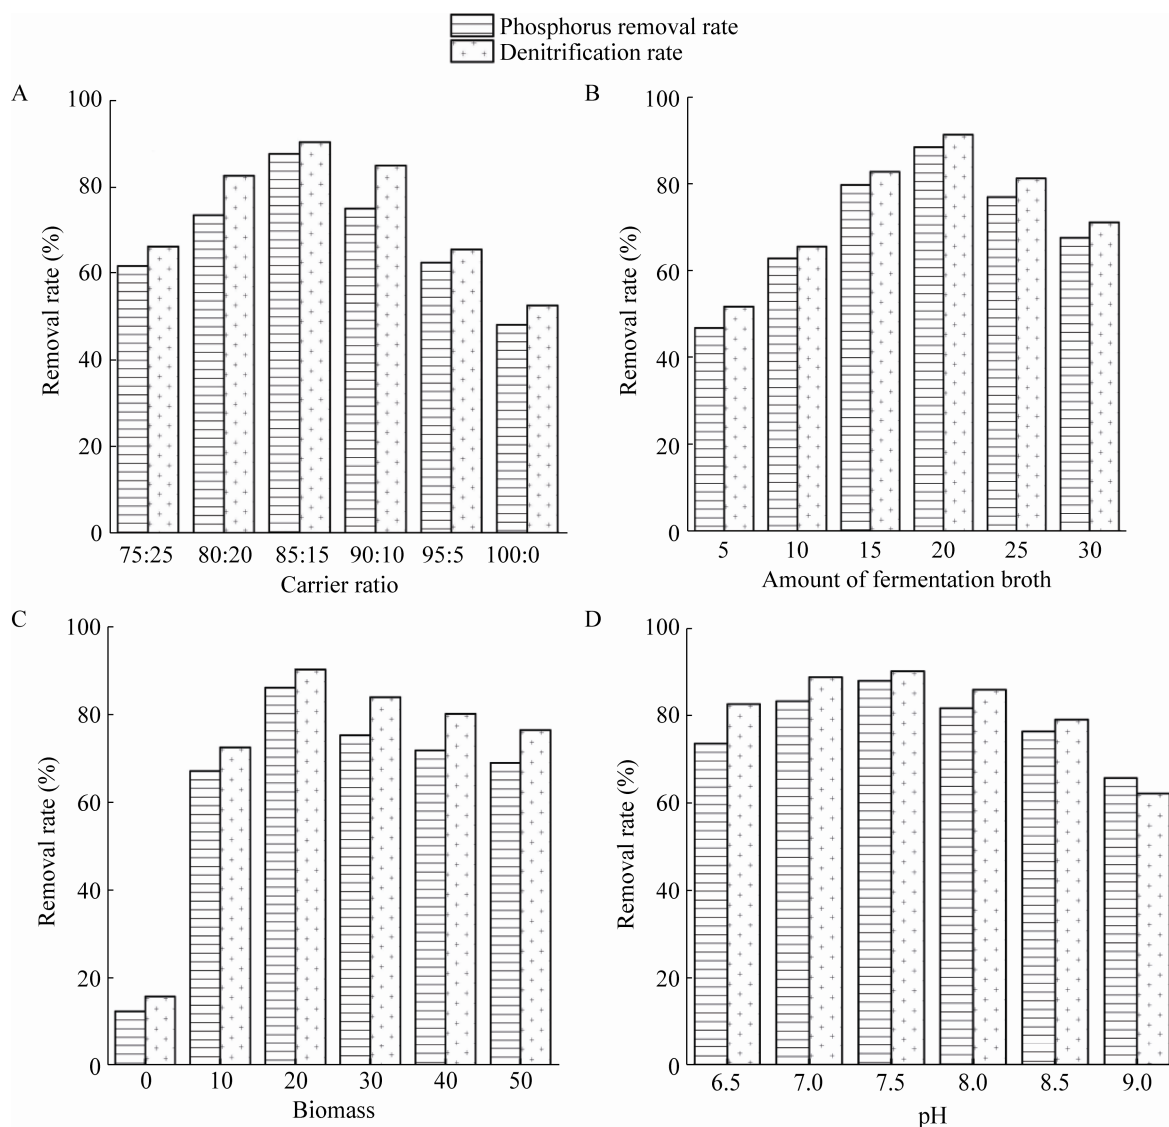 Phosphorus removal rate
Denitrification rate
A
100
80
60
40
20
0
Removal rate (%)
75:25 80:20 85:15 90:10 95:5 100:0
Carrier ratio
B
100
80
60
40
20
0
Removal rate (%)
5 10 15 20 25 30
Amount of fermentation broth
C
100
80
60
40
20
0
Removal rate (%)
0 10 20 30 40 50
Biomass
D
100
80
60
40
20
0
Removal rate (%)
6.5 7.0 7.5 8.0 8.5 9.0
pH